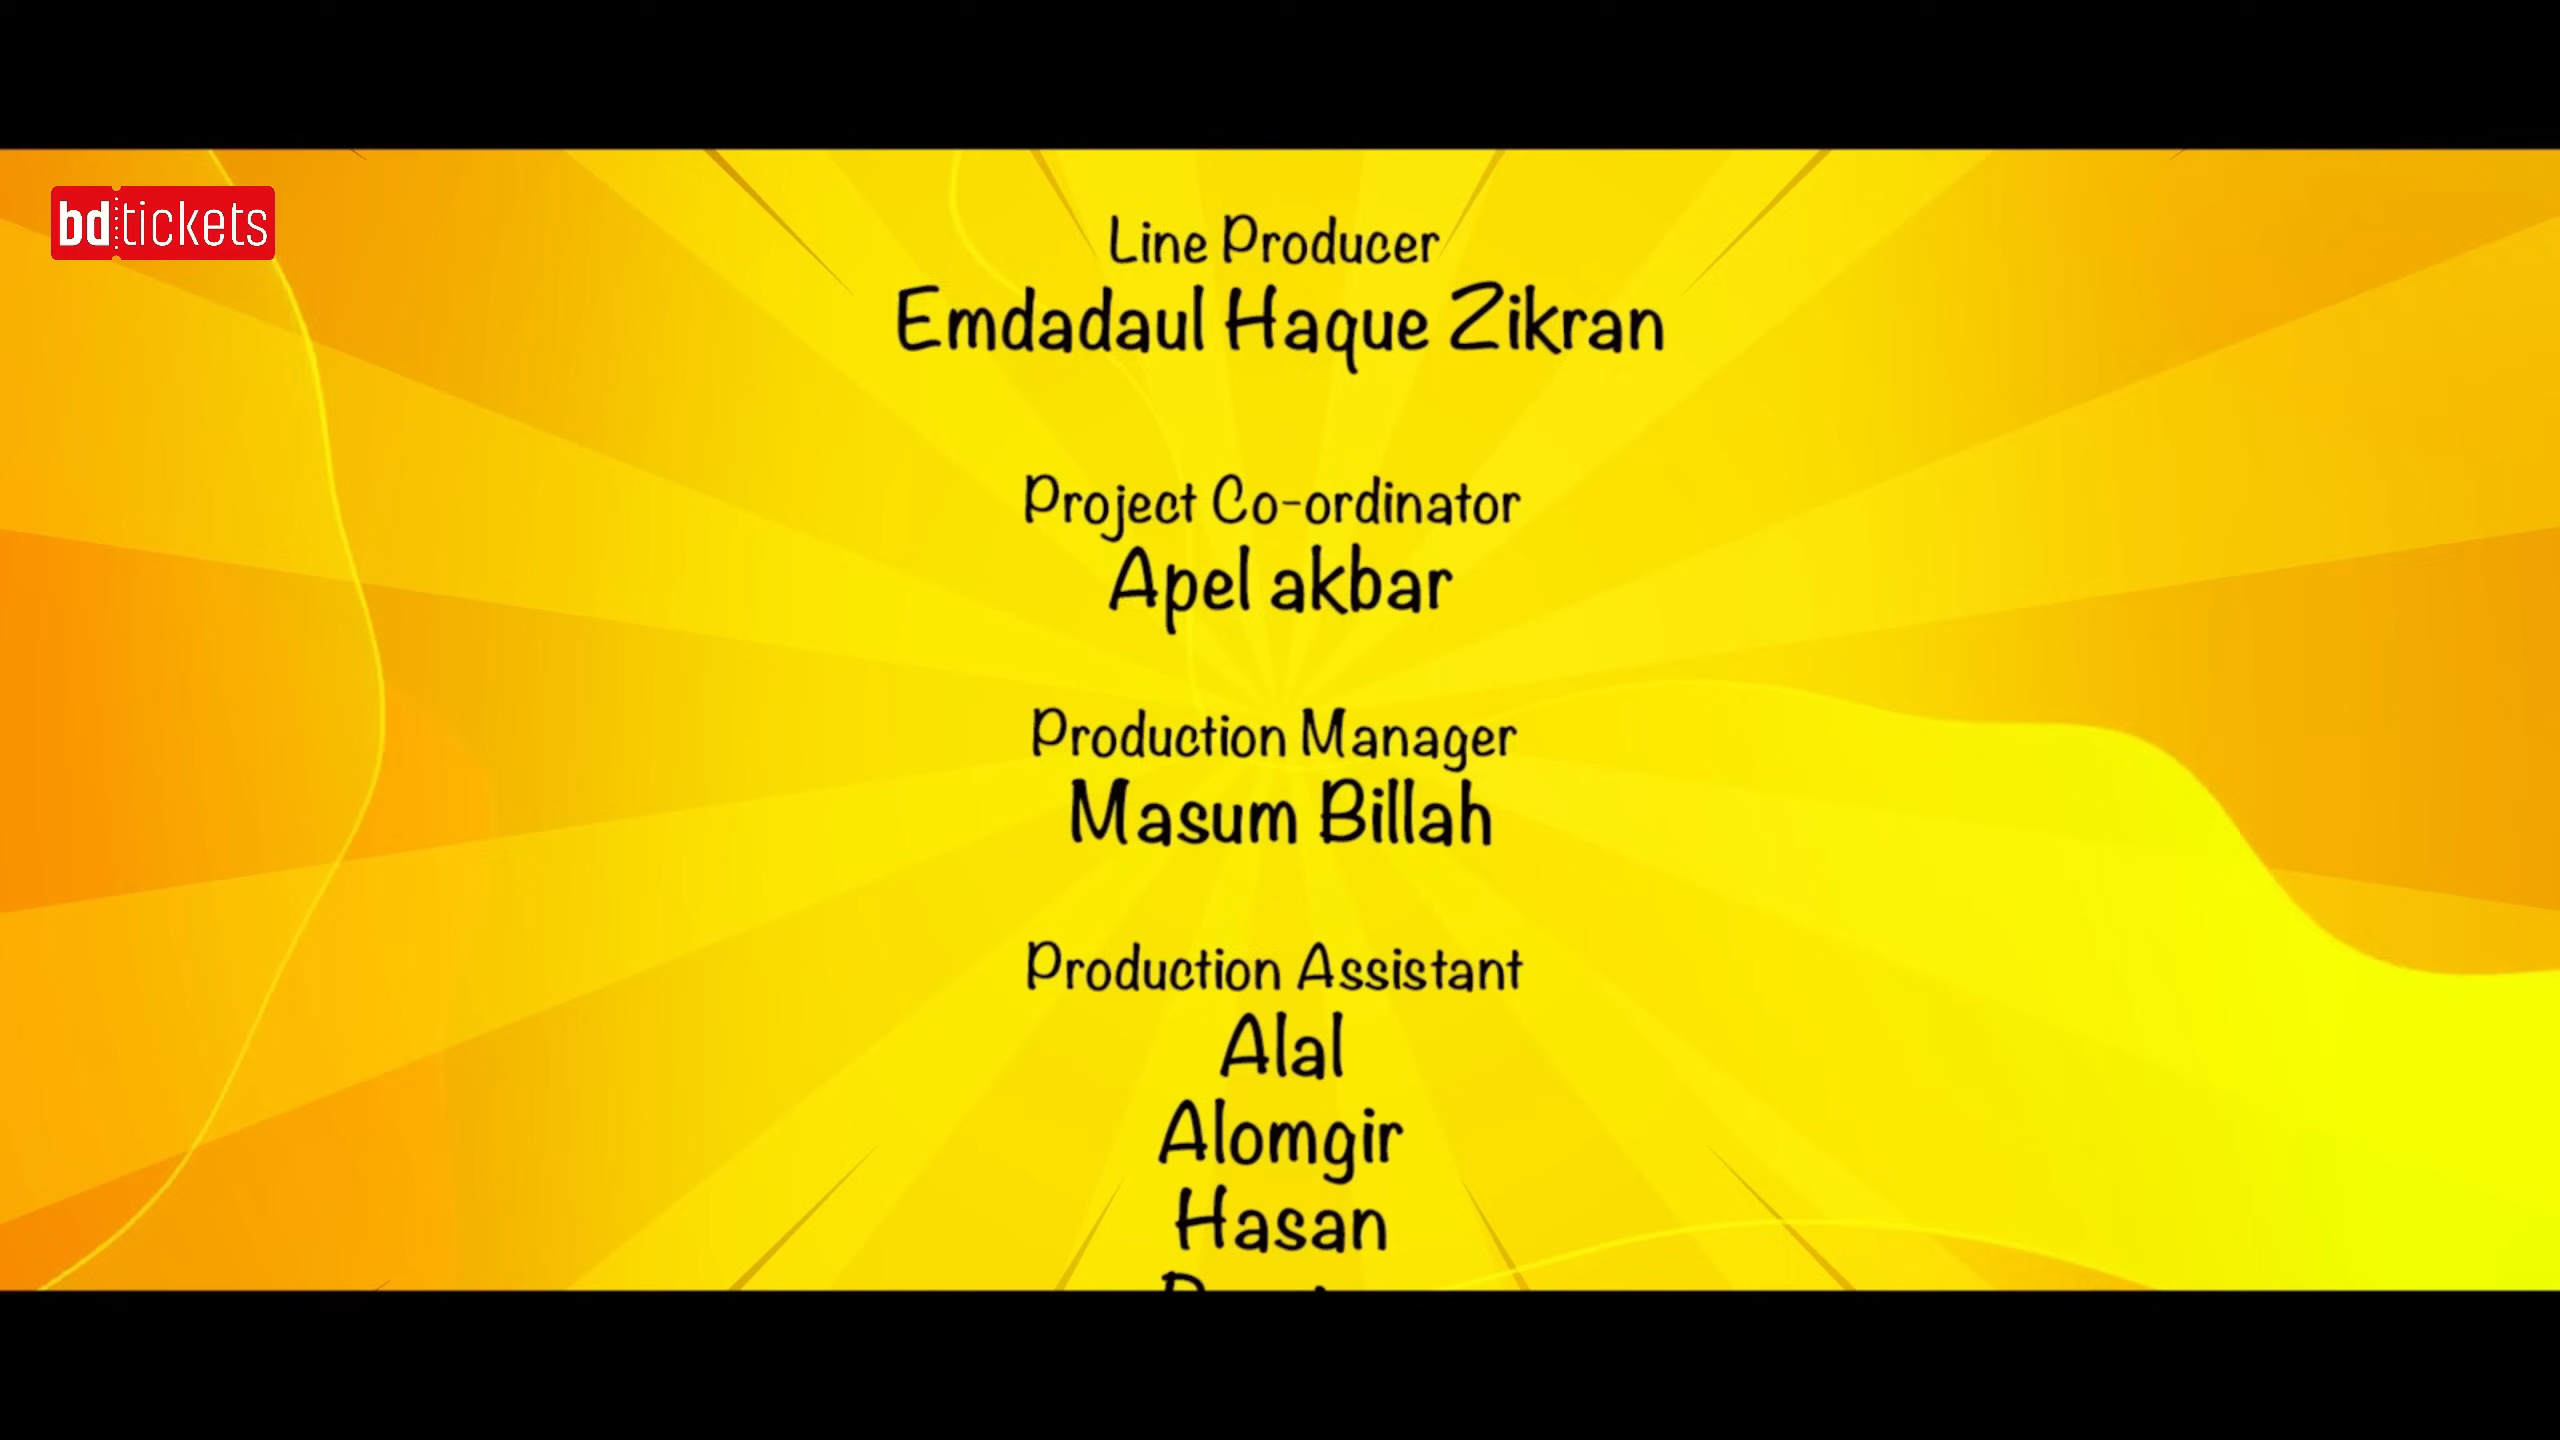 bdtickets
Line Producer
Emdadaul Haque Zikran
Project Co-ordinator
Apel akbar
Production Manager
Masum Billah
Production Assistant
Alal
Alomgir
Hasan